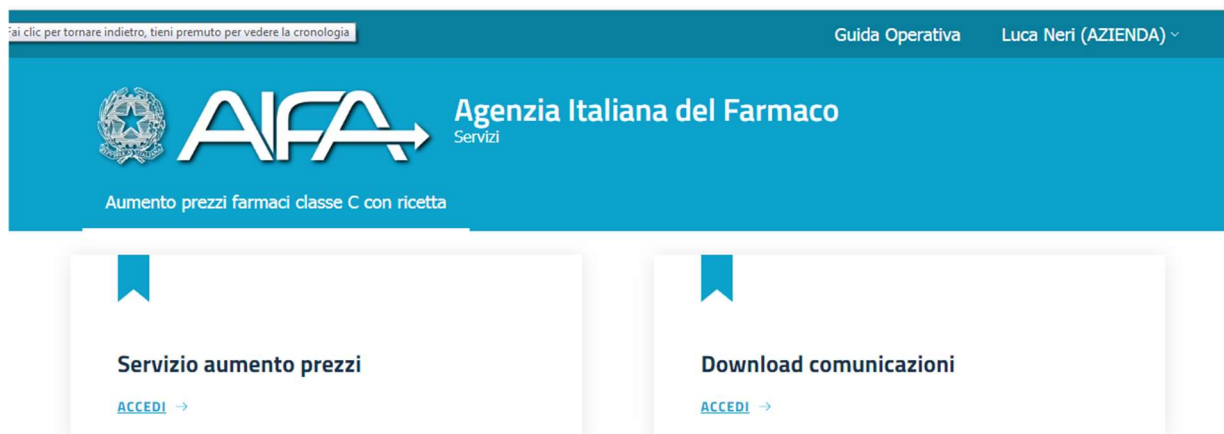 Fai clic per tornare indietro, tieni premuto per vedere la cronologia
Guida Operativa
Luca Neri (AZIENDA)
AIFA
Agenzia Italiana del Farmaco
Servizi
Aumento prezzi farmaci classe C con ricetta
Servizio aumento prezzi
ACCEDI →
Download comunicazioni
ACCEDI →